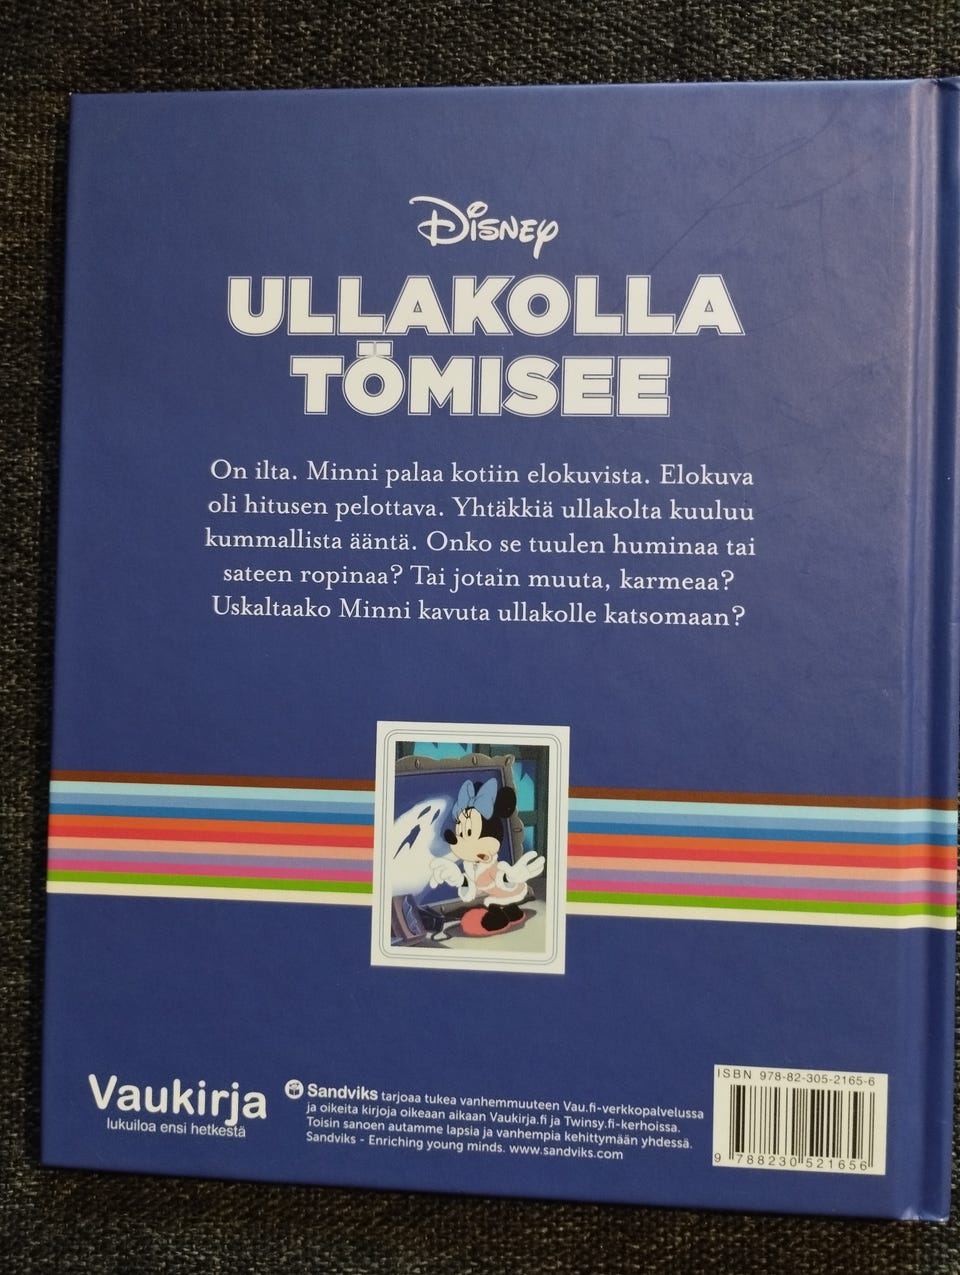 Disney
ULLAKOLLA
TÖMISEE
On ilta. Minni palaa kotiin elokuvista. Elokuva
oli hitusen pelottava. Yhtäkkiä ullakolta kuuluu
kummallista ääntä. Onko se tuulen huminaa tai
sateen ropinaa? Tai jotain muuta, karmeaa?
Uskaltaako Minni kavuta ullakolle katsomaan?
Vaukirja
lukuiloa ensi hetkestä
Sandviks tarjoaa tukea vanhemmuuteen Vau.fi-verkkopalvelussa
ja oikeita kirjoja oikeaan aikaan Vaukirja.fi ja Twinsy.fi-kerhoissa.
Toisin sanoen autamme lapsia ja vanhempia kehittymään yhdessä.
Sandviks - Enriching young minds. www.sandviks.com
ISBN 978-82-305-2165-6
9 788230 521656